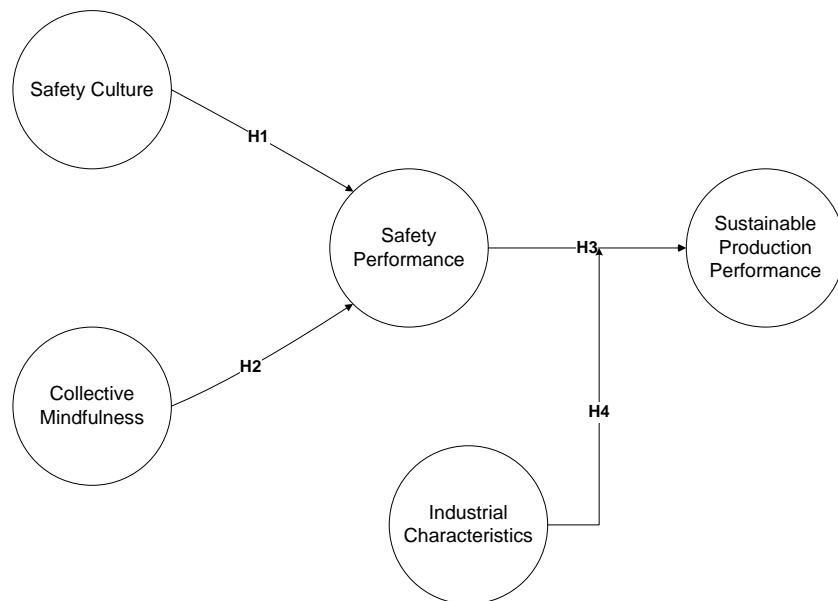 Safety Culture
H1
Safety
Performance
H3
Sustainable
Production
Performance
H2
Collective
Mindfulness
H4
Industrial
Characteristics